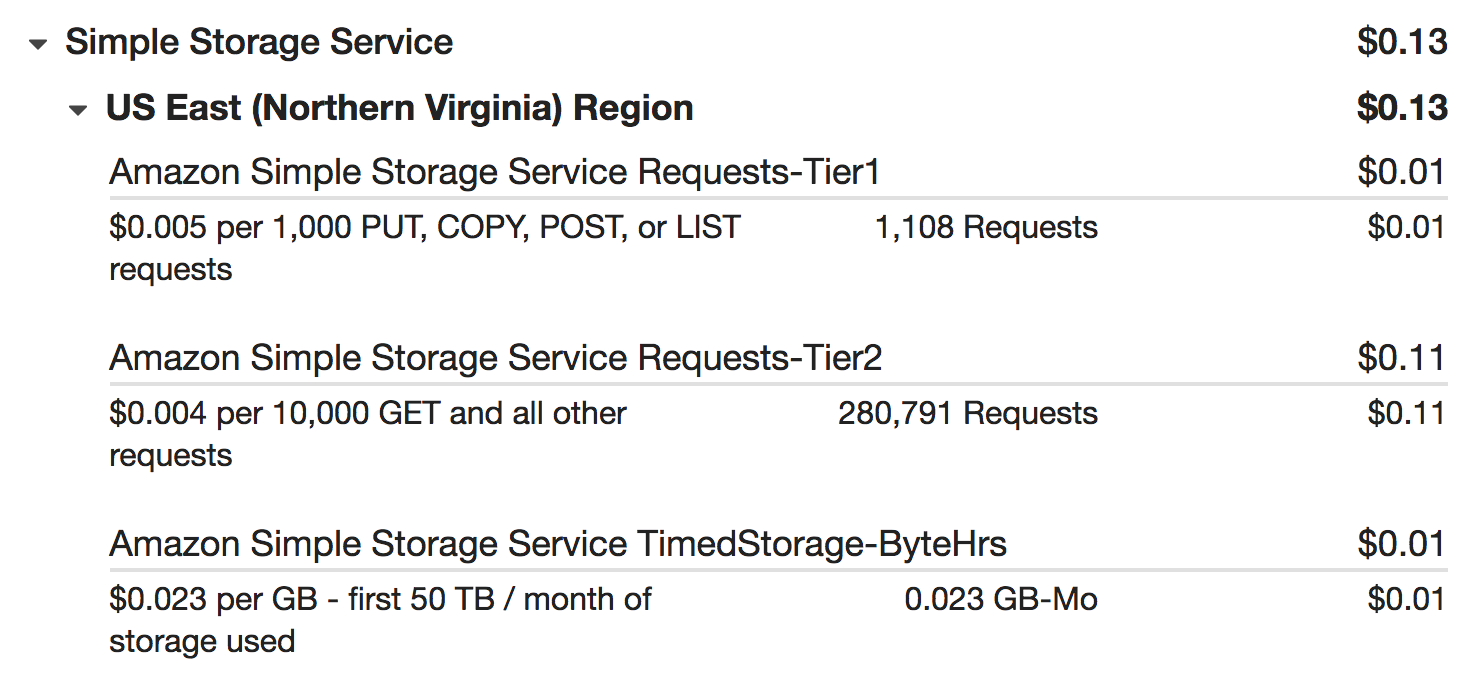 Simple Storage Service $0.13
US East (Northern Virginia) Region $0.13
Amazon Simple Storage Service Requests-Tier1 $0.01
$0.005 per 1,000 PUT, COPY, POST, or LIST 1,108 Requests $0.01
requests
Amazon Simple Storage Service Requests-Tier2 $0.11
$0.004 per 10,000 GET and all other 280,791 Requests $0.11
requests
Amazon Simple Storage Service TimedStorage-ByteHrs $0.01
$0.023 per GB - first 50 TB / month of 0.023 GB-Mo $0.01
storage used